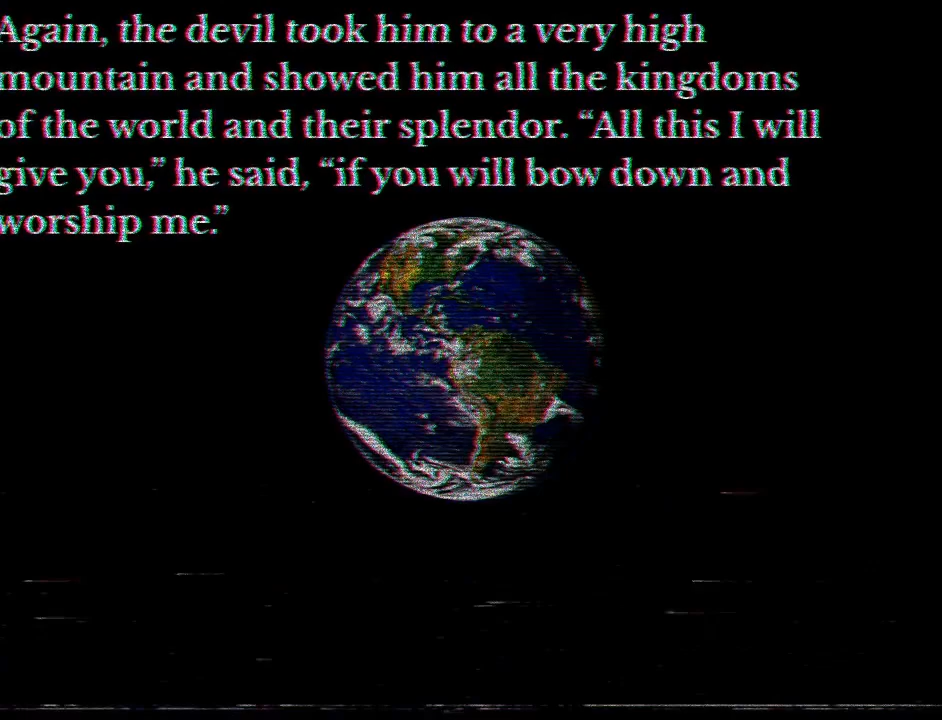 Again, the devil took him to a very high
mountain and showed him all the kingdoms
of the world and their splendor. “All this I will
give you,” he said, “if you will bow down and
worship me.”